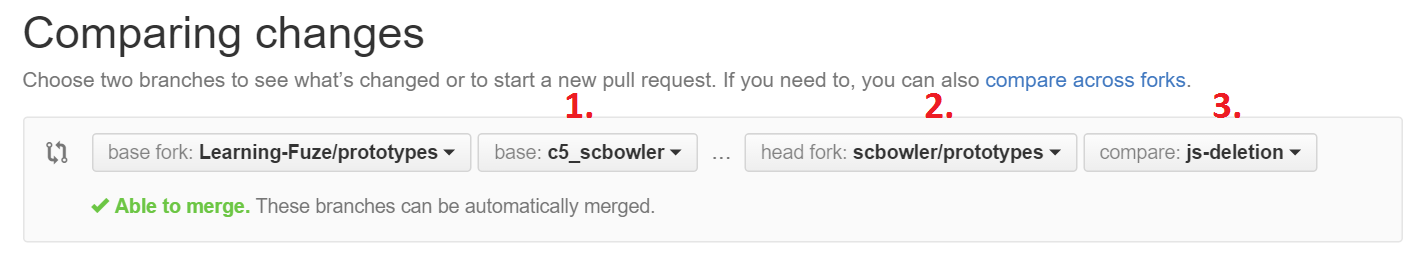 Comparing changes
Choose two branches to see what's changed or to start a new pull request. If you need to, you can also compare across forks.
1. 2. 3.
base fork: Learning-Fuze/prototypes base: c5_scbowler ... head fork: scbowler/prototypes compare: js-deletion
Able to merge. These branches can be automatically merged.